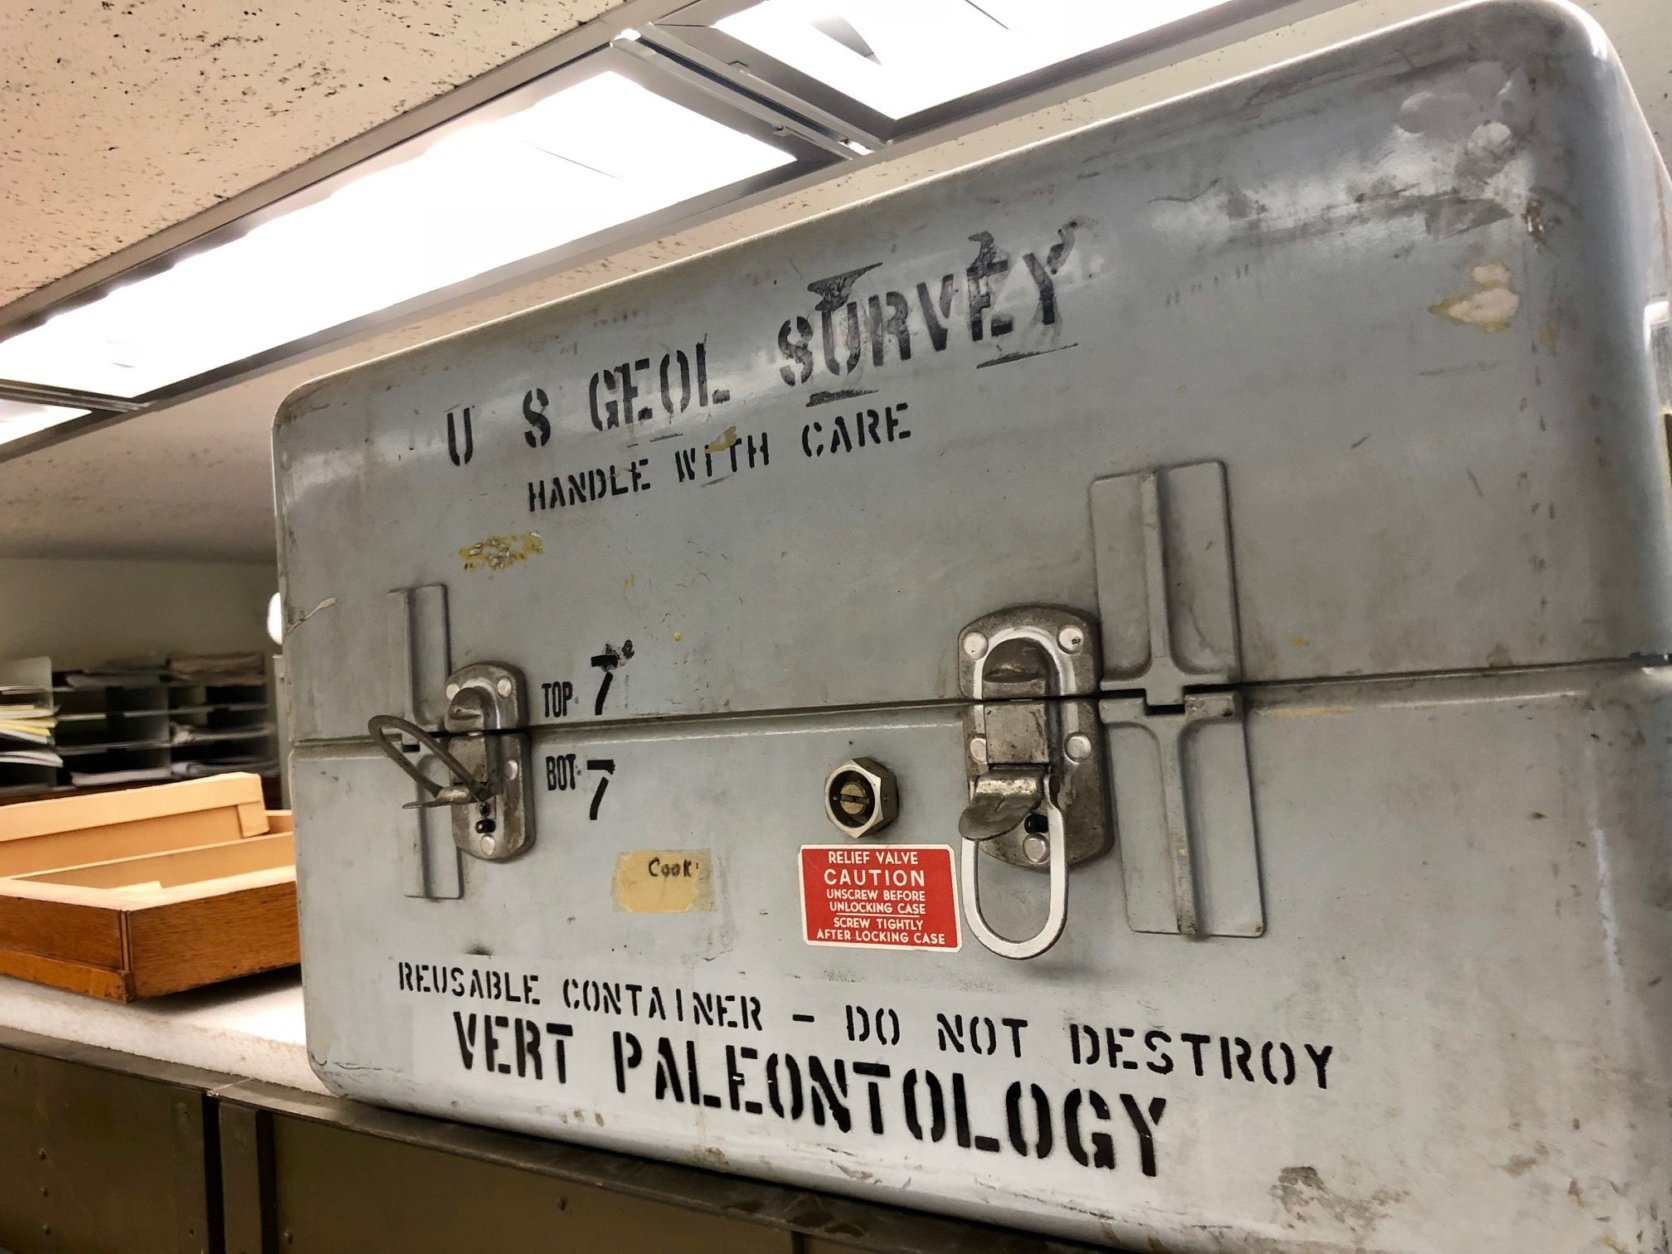 U S GEOL SURVEY
HANDLE WITH CARE
TOP 7
BOT 7
Cook
RELIEF VALVE
CAUTION
UNSCREW BEFORE
UNLOCKING CASE
SCREW TIGHTLY
AFTER LOCKING CASE
REUSABLE CONTAINER - DO NOT DESTROY
VERT PALEONTOLOGY